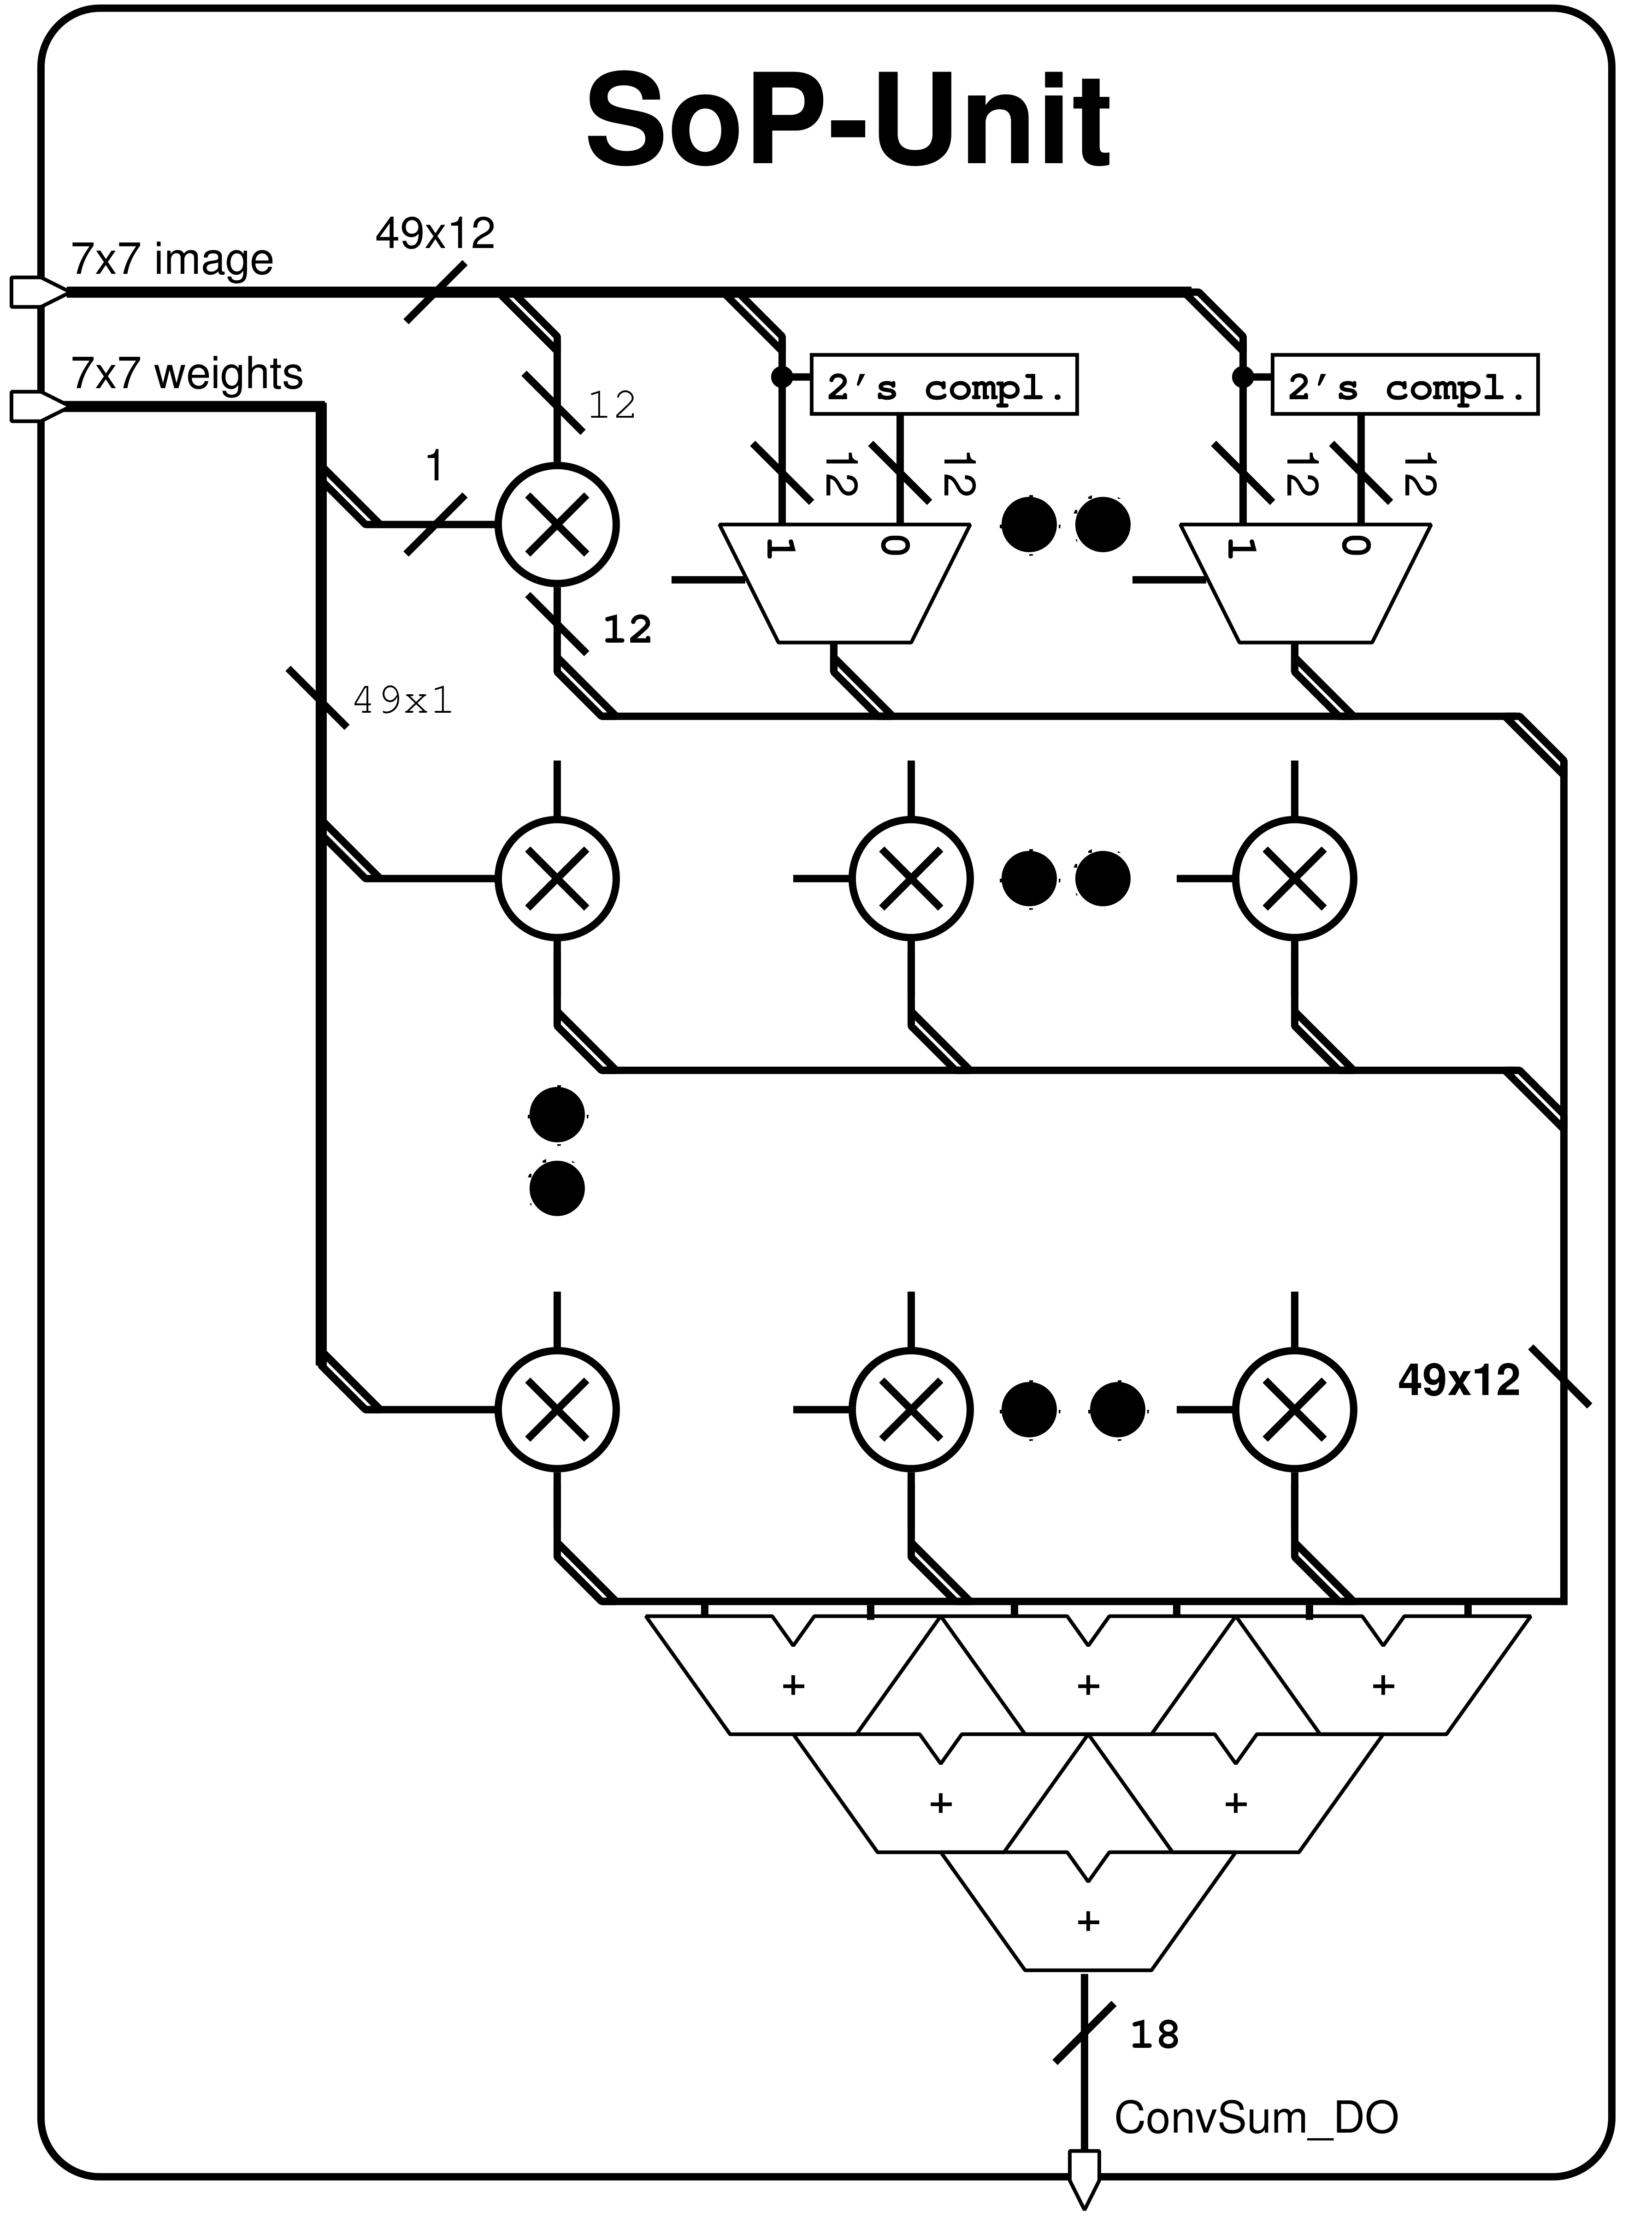 SoP-Unit
49x12
7x7 image
7x7 weights
2's compl.
2's compl.
12
1
12
12
12
12
1
0
1
0
12
49x1
49x12
+
+
+
+
+
+
18
ConvSum_DO